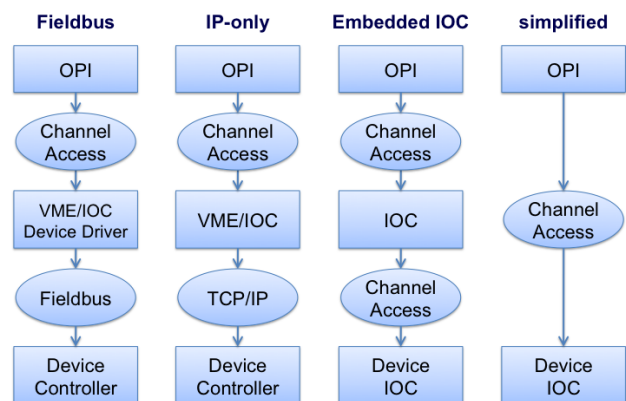 Fieldbus
IP-only
Embedded IOC
simplified
OPI
OPI
OPI
OPI
Channel
Access
Channel
Access
Channel
Access
VME/IOC
Device Driver
VME/IOC
IOC
Channel
Access
Fieldbus
TCP/IP
Channel
Access
Device
Controller
Device
Controller
Device
IOC
Device
IOC